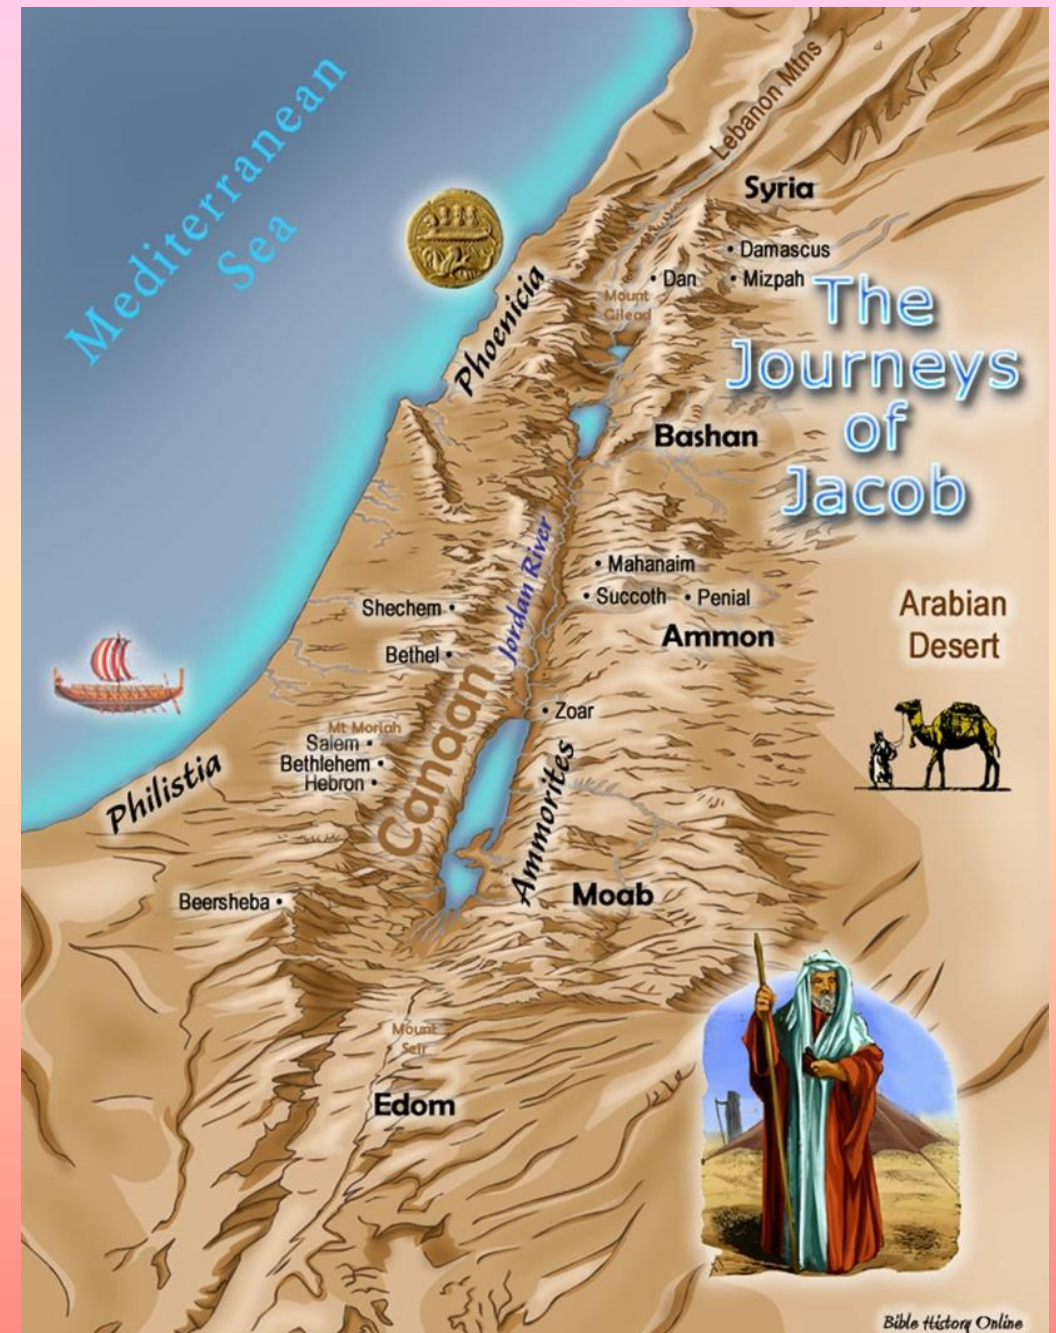 Mediterranean
Sea
Lebanon Mtns
Syria
Damascus
Dan
Mizpah
Mount
Gilead
Phoenicia
The
Journeys
of
Jacob
Bashan
Jordan River
Mahanaim
Succoth
Penial
Shechem
Ammon
Arabian
Desert
Bethel
Canaan
Zoar
Mt Moriah
Salem
Bethlehem
Hebron
Philistia
Ammorites
Moab
Beersheba
Mount
Seir
Edom
Bible History Online